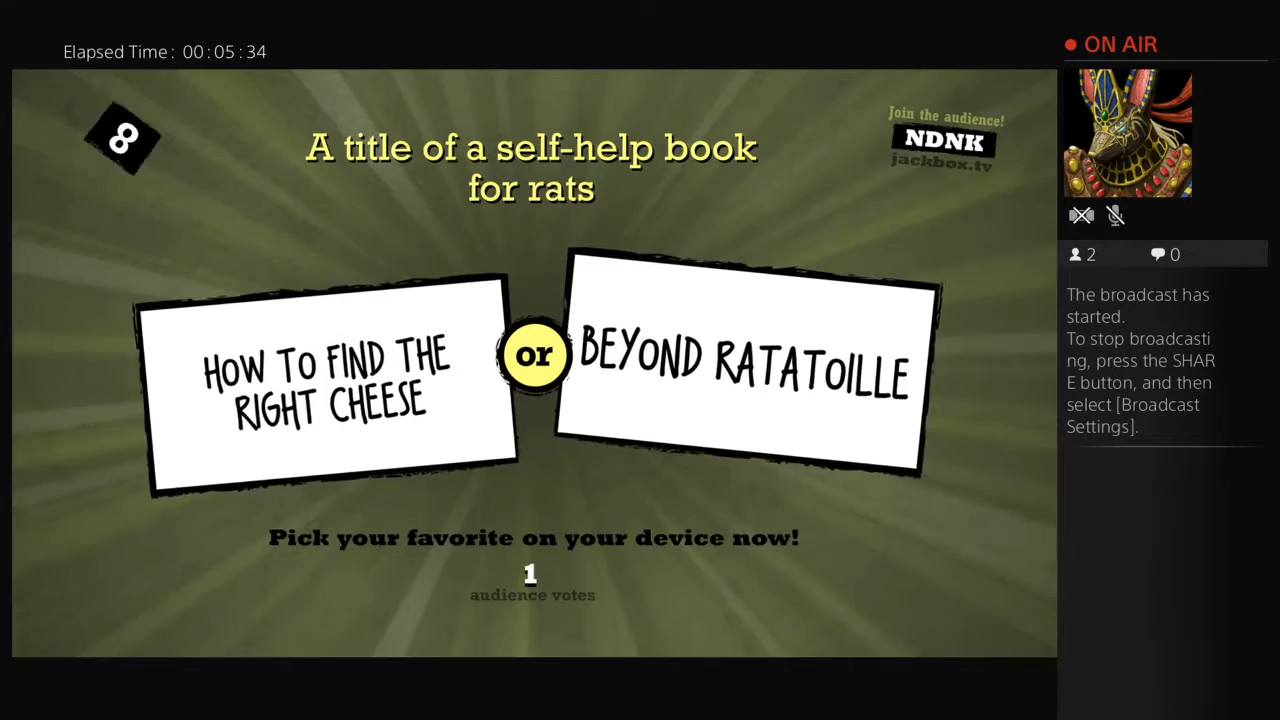 Elapsed Time: 00:05:34
ON AIR
8
A title of a self-help book
for rats
Join the audience!
NDNK
jackbox.tv
HOW TO FIND THE
RIGHT CHEESE
or
BEYOND RATATOILLE
Pick your favorite on your device now!
1
audience votes
2
0
The broadcast has
started.
To stop broadcasti
ng, press the SHAR
E button, and then
select [Broadcast
Settings].